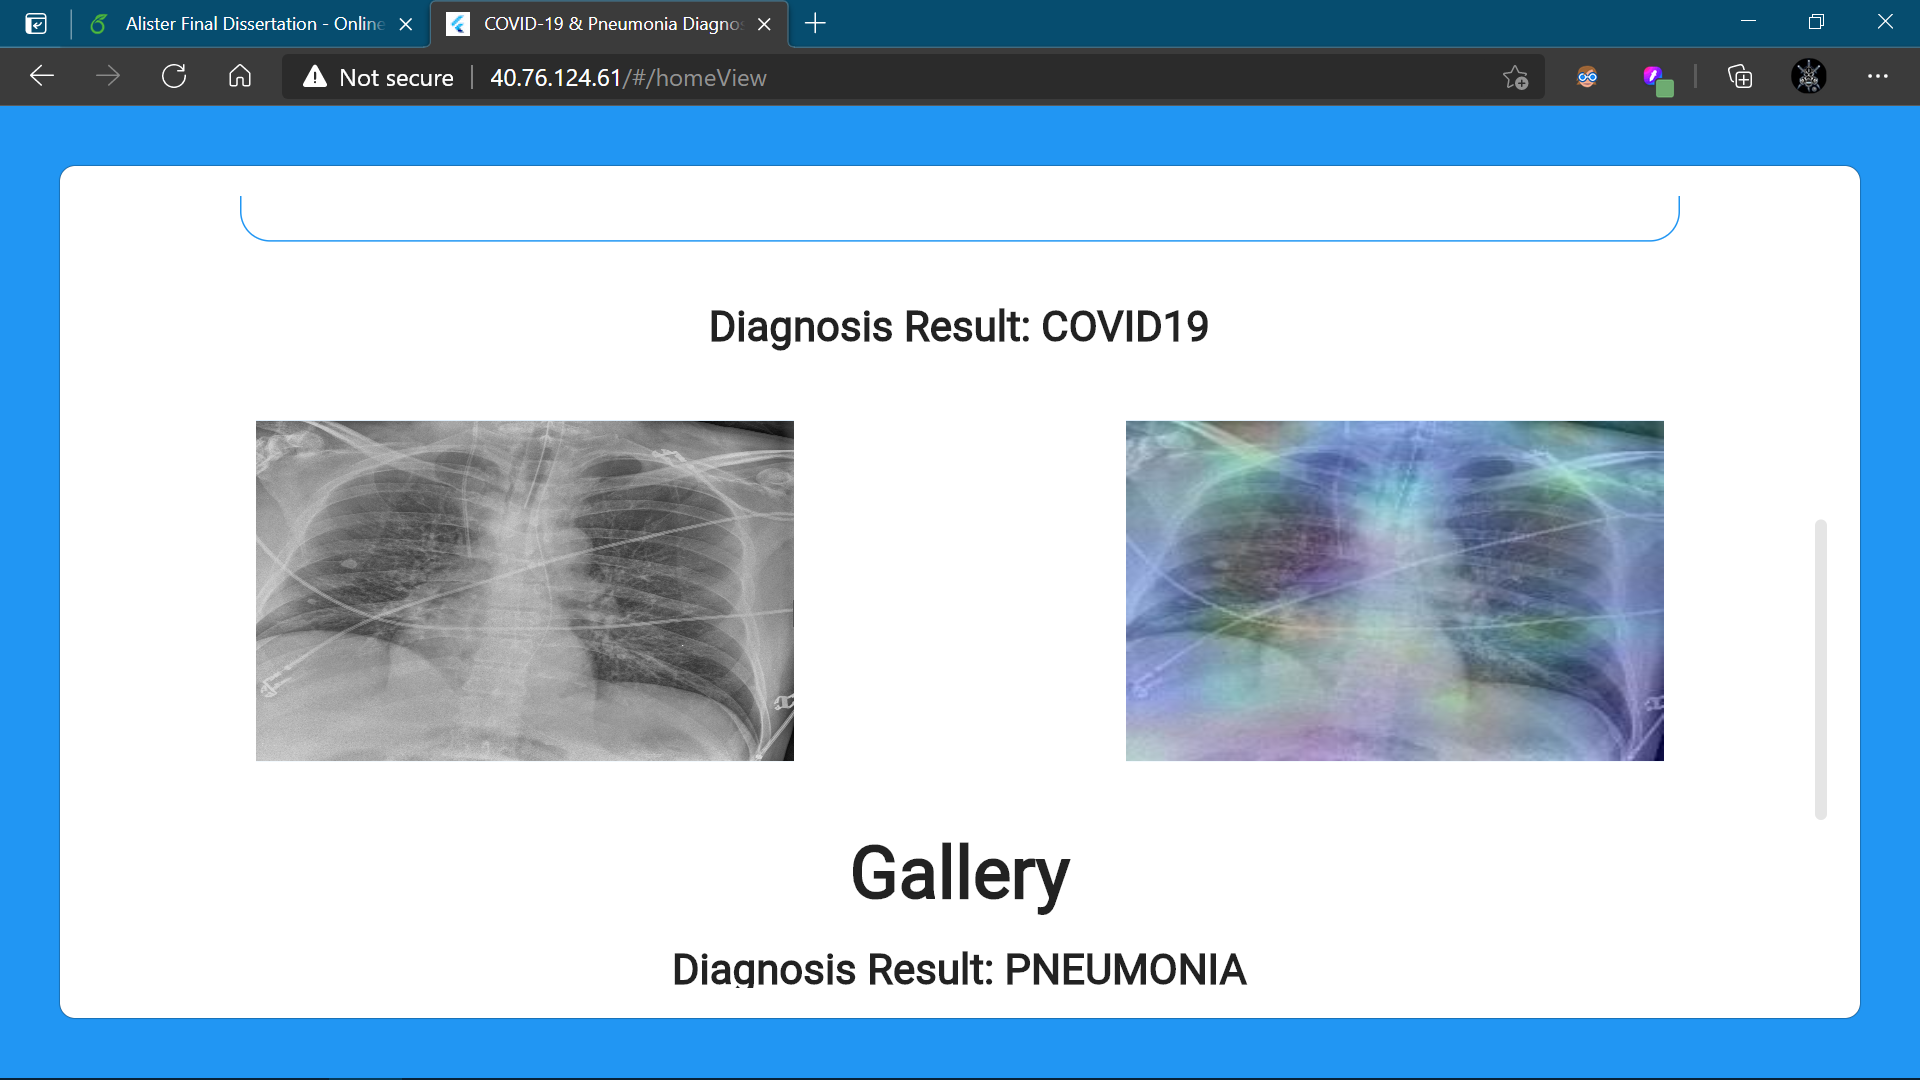 Alister Final Dissertation - Online
COVID-19 & Pneumonia Diagnos
Not secure
40.76.124.61/#/homeView
Diagnosis Result: COVID19
Gallery
Diagnosis Result: PNEUMONIA